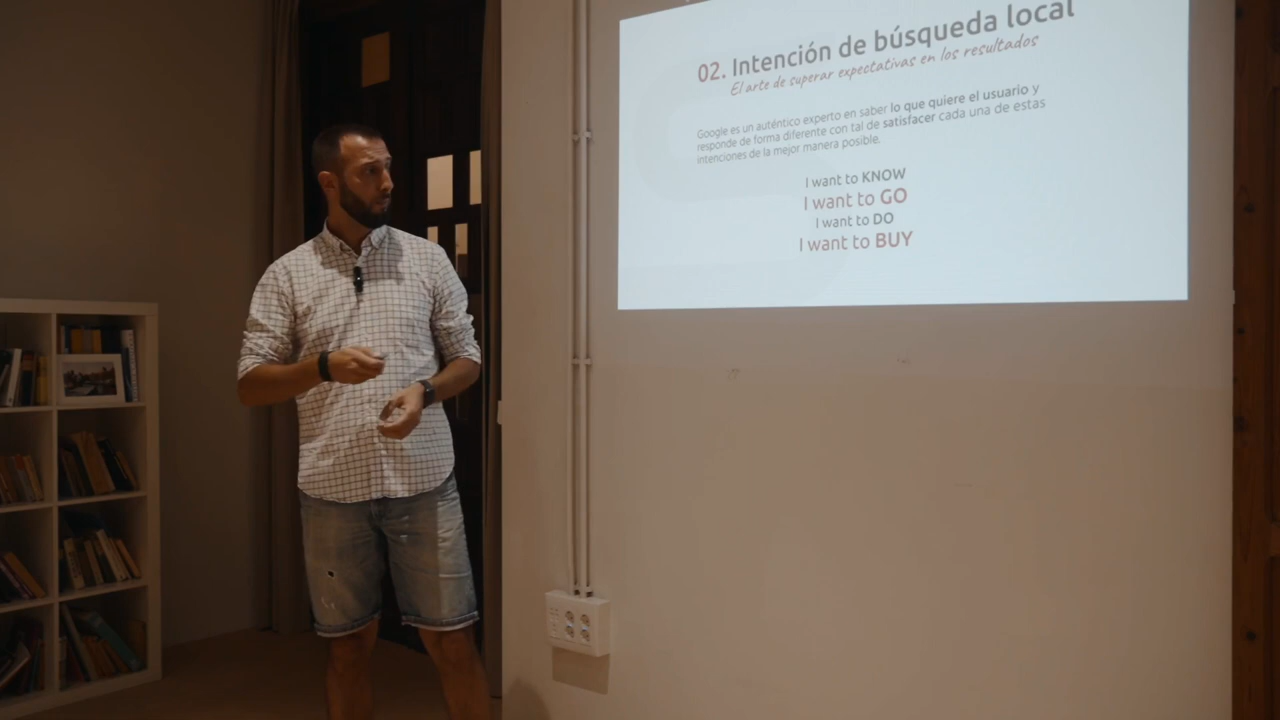 02. Intención de búsqueda local
El arte de superar expectativas en los resultados
Google es un auténtico experto en saber lo que quiere el usuario y
responde de forma diferente con tal de satisfacer cada una de estas
intenciones de la mejor manera posible.
I want to KNOW
I want to GO
I want to DO
I want to BUY